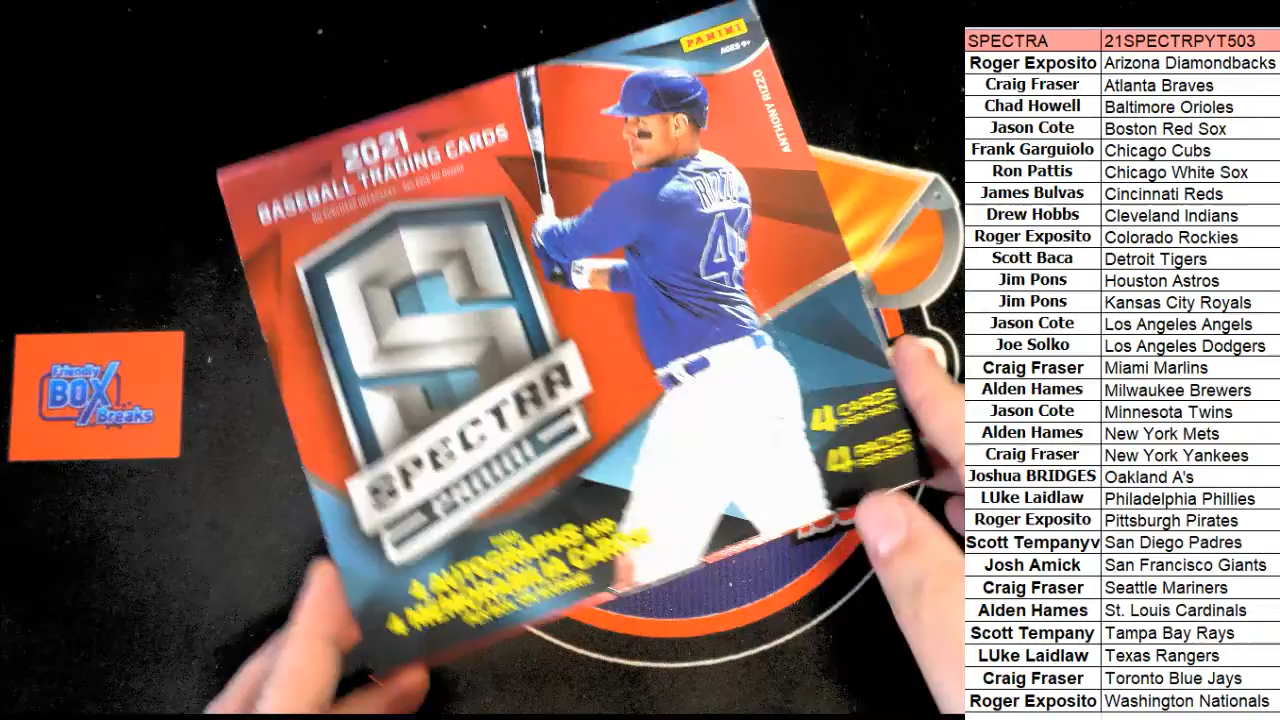 PANINI
AGES 9+
ANTHONY RIZZO
2021
BASEBALL TRADING CARDS
SPECTRA
4 CARDS
4 PACKS
4 AUTOGRAPHS AND
4 MEMORABILIA CARDS
Friendly
BOX
Breaks
SPECTRA 21SPECTRPYT503
Roger Exposito Arizona Diamondbacks
Craig Fraser Atlanta Braves
Chad Howell Baltimore Orioles
Jason Cote Boston Red Sox
Frank Garguiolo Chicago Cubs
Ron Pattis Chicago White Sox
James Bulvas Cincinnati Reds
Drew Hobbs Cleveland Indians
Roger Exposito Colorado Rockies
Scott Baca Detroit Tigers
Jim Pons Houston Astros
Jim Pons Kansas City Royals
Jason Cote Los Angeles Angels
Joe Solko Los Angeles Dodgers
Craig Fraser Miami Marlins
Alden Hames Milwaukee Brewers
Jason Cote Minnesota Twins
Alden Hames New York Mets
Craig Fraser New York Yankees
Joshua BRIDGES Oakland A's
LUke Laidlaw Philadelphia Phillies
Roger Exposito Pittsburgh Pirates
Scott Tempanyv San Diego Padres
Josh Amick San Francisco Giants
Craig Fraser Seattle Mariners
Alden Hames St. Louis Cardinals
Scott Tempany Tampa Bay Rays
LUke Laidlaw Texas Rangers
Craig Fraser Toronto Blue Jays
Roger Exposito Washington Nationals